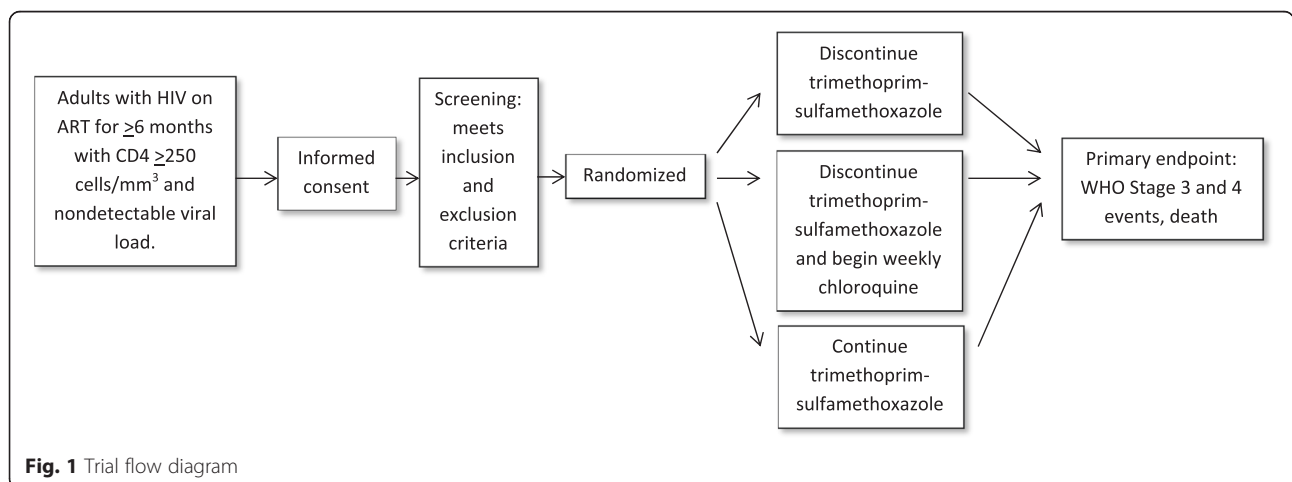 Adults with HIV on
ART for ≥6 months
with CD4 ≥250
cells/mm³ and
nondetectable viral
load.
Informed
consent
Screening:
meets
inclusion
and
exclusion
criteria
Randomized
Discontinue
trimethoprim-
sulfamethoxazole
Discontinue
trimethoprim-
sulfamethoxazole
and begin weekly
chloroquine
Continue
trimethoprim-
sulfamethoxazole
Primary endpoint:
WHO Stage 3 and 4
events, death
Fig. 1 Trial flow diagram